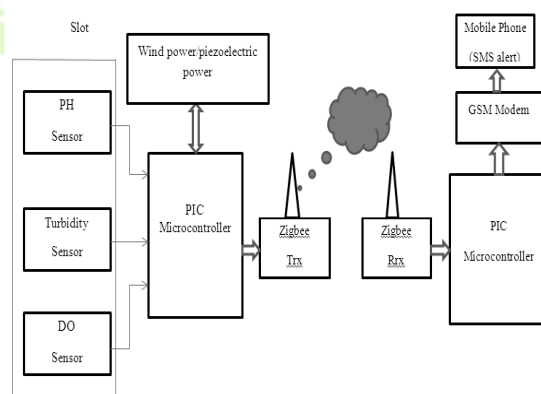 Slot
Wind power/piezoelectric
power
PH
Sensor
Turbidity
Sensor
DO
Sensor
PIC
Microcontroller
Zigbee
Trx
Zigbee
Rrx
PIC
Microcontroller
GSM Modem
Mobile Phone
(SMS alert)